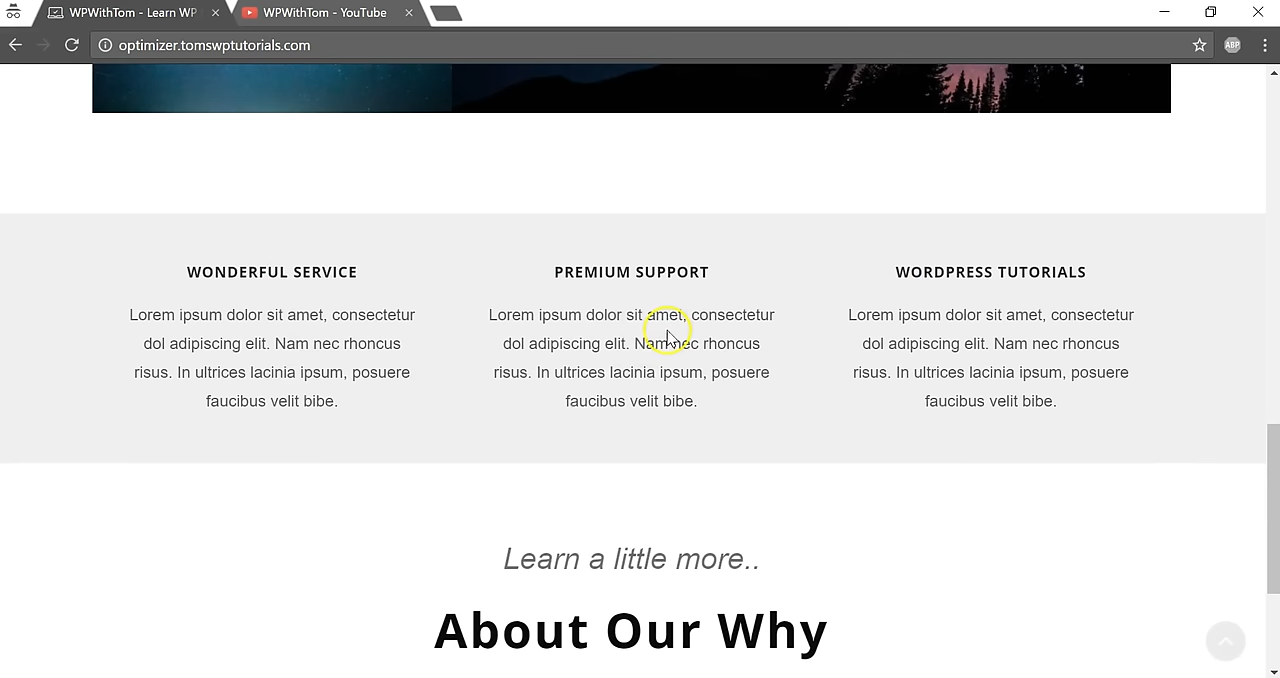 WPWithTom - Learn WP
WPWithTom - YouTube
optimizer.tomswptutorials.com
ABP
WONDERFUL SERVICE
Lorem ipsum dolor sit amet, consectetur
dol adipiscing elit. Nam nec rhoncus
risus. In ultrices lacinia ipsum, posuere
faucibus velit bibe.
PREMIUM SUPPORT
Lorem ipsum dolor sit amet, consectetur
dol adipiscing elit. Nam nec rhoncus
risus. In ultrices lacinia ipsum, posuere
faucibus velit bibe.
WORDPRESS TUTORIALS
Lorem ipsum dolor sit amet, consectetur
dol adipiscing elit. Nam nec rhoncus
risus. In ultrices lacinia ipsum, posuere
faucibus velit bibe.
Learn a little more..
About Our Why